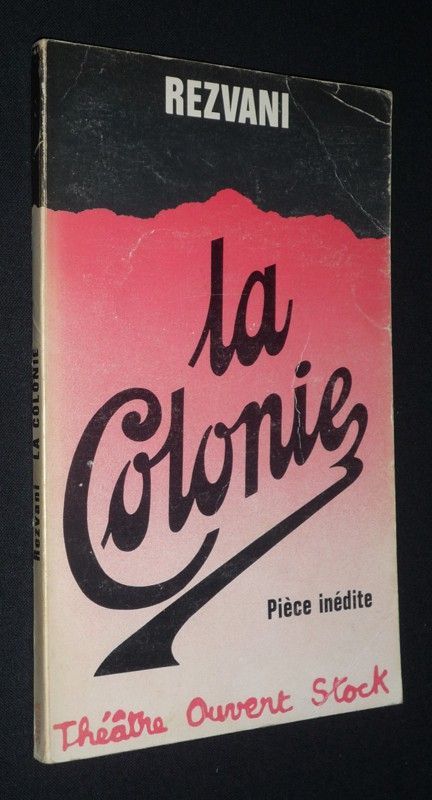 REZVANI
la
Colonie
Pièce inédite
Théâtre Ouvert Stock
Rezvani LA COLONIE